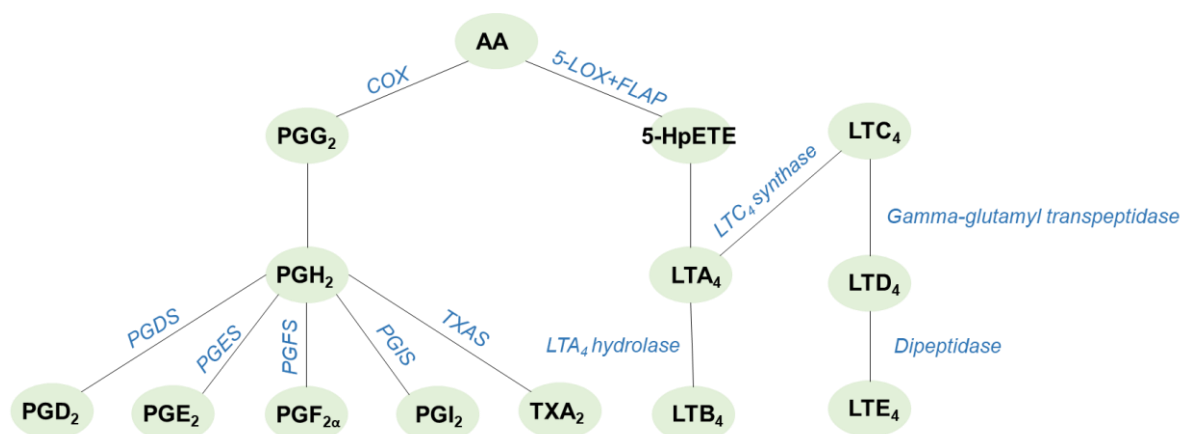 AA
COX
5-LOX+FLAP
PGG₂
5-HpETE
LTC₄
LTC₄ synthase
Gamma-glutamyl transpeptidase
PGH₂
LTA₄
LTD₄
PGDS
PGES
PGFS
PGIS
TXAS
LTA₄ hydrolase
Dipeptidase
PGD₂
PGE₂
PGF₂α
PGI₂
TXA₂
LTB₄
LTE₄